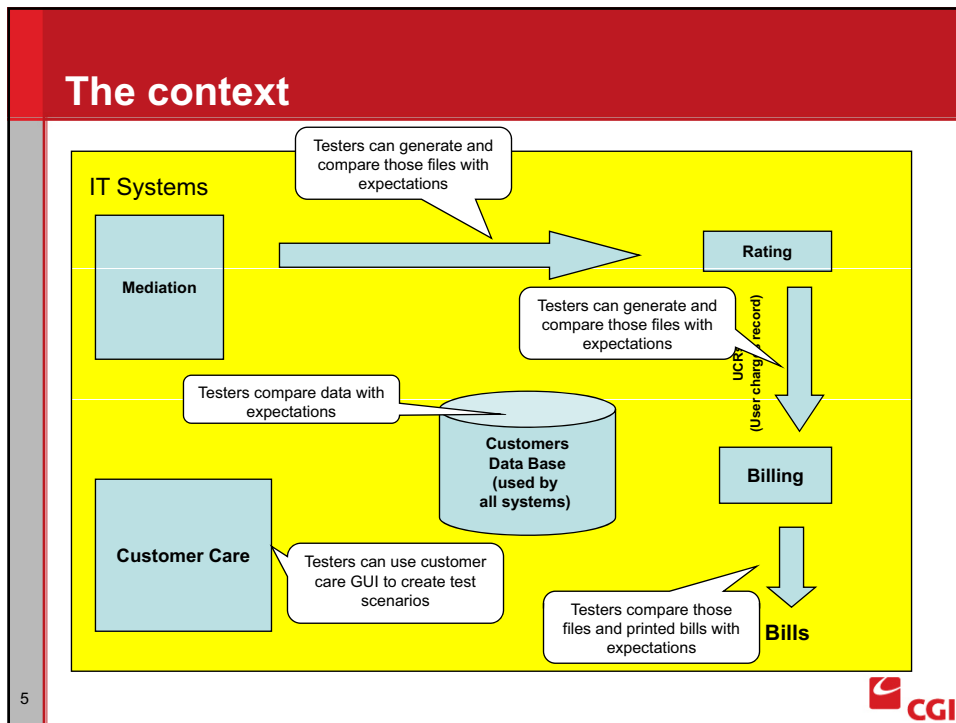 The context
Testers can generate and
compare those files with
expectations
IT Systems
Mediation
Rating
Testers can generate and
compare those files with
expectations
(User charge record)
Testers compare data with
expectations
Customers
Data Base
(used by
all systems)
Billing
Customer Care
Testers can use customer
care GUI to create test
scenarios
Testers compare those
files and printed bills with
expectations
Bills
5
CGI